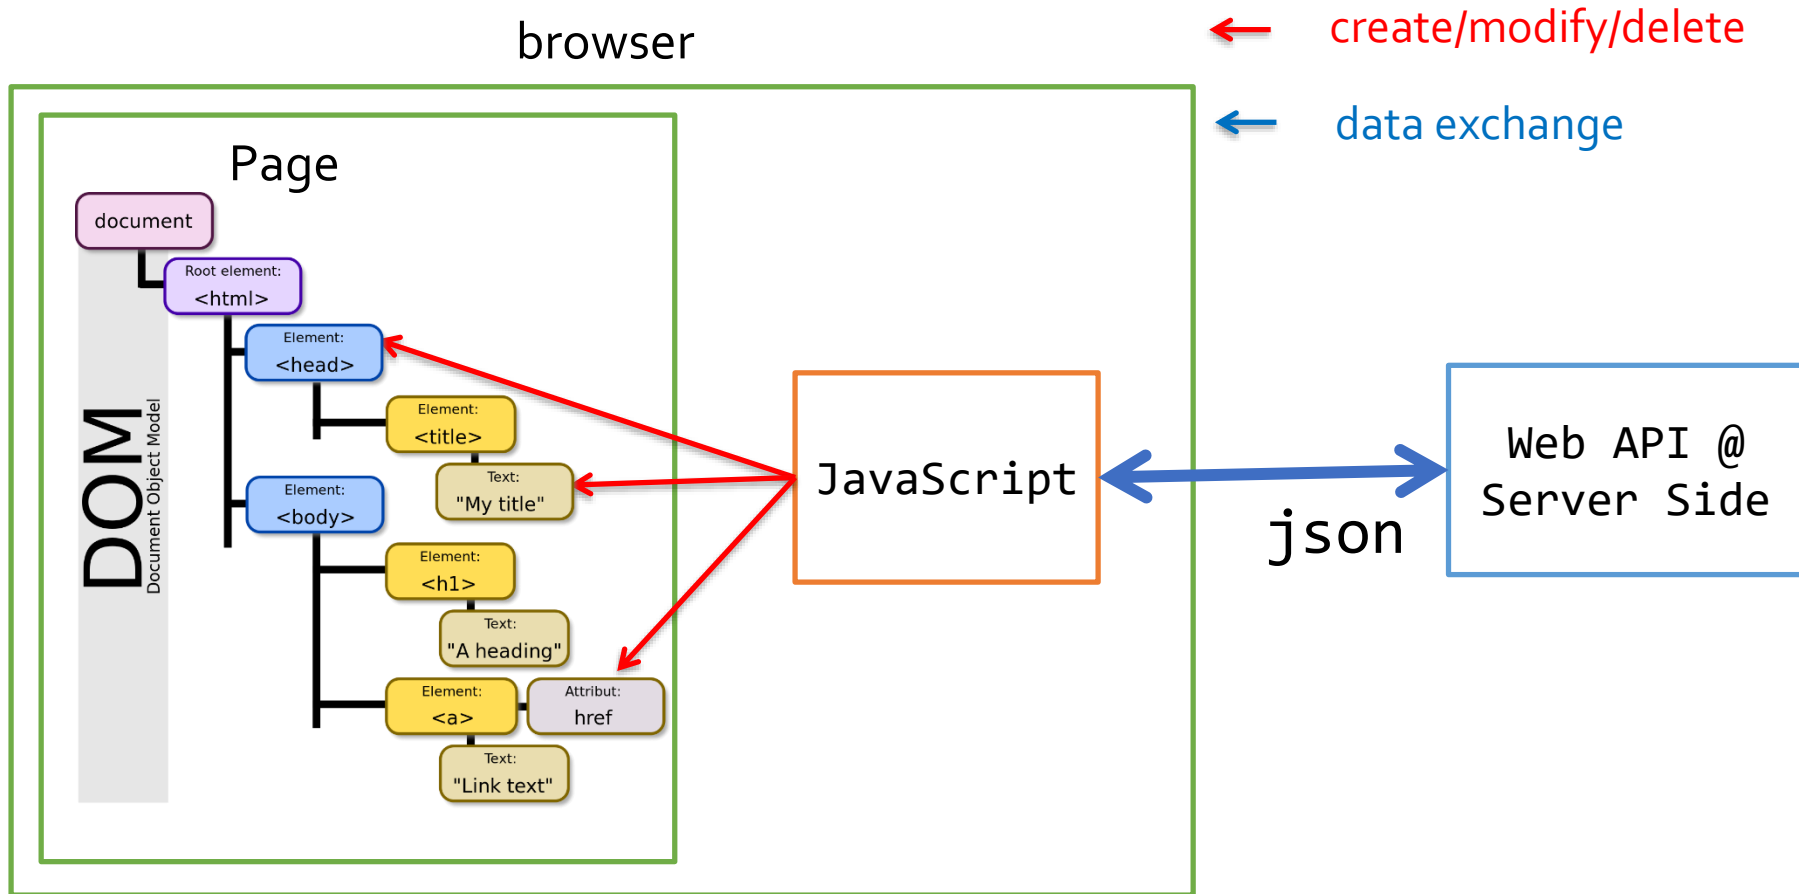 browser
create/modify/delete
data exchange
Page
document
Root element:
<html>
Element:
<head>
Element:
<title>
Text:
"My title"
Element:
<body>
Element:
<h1>
Text:
"A heading"
Element:
<a>
Attribut:
href
Text:
"Link text"
DOM
Document Object Model
JavaScript
json
Web API @
Server Side